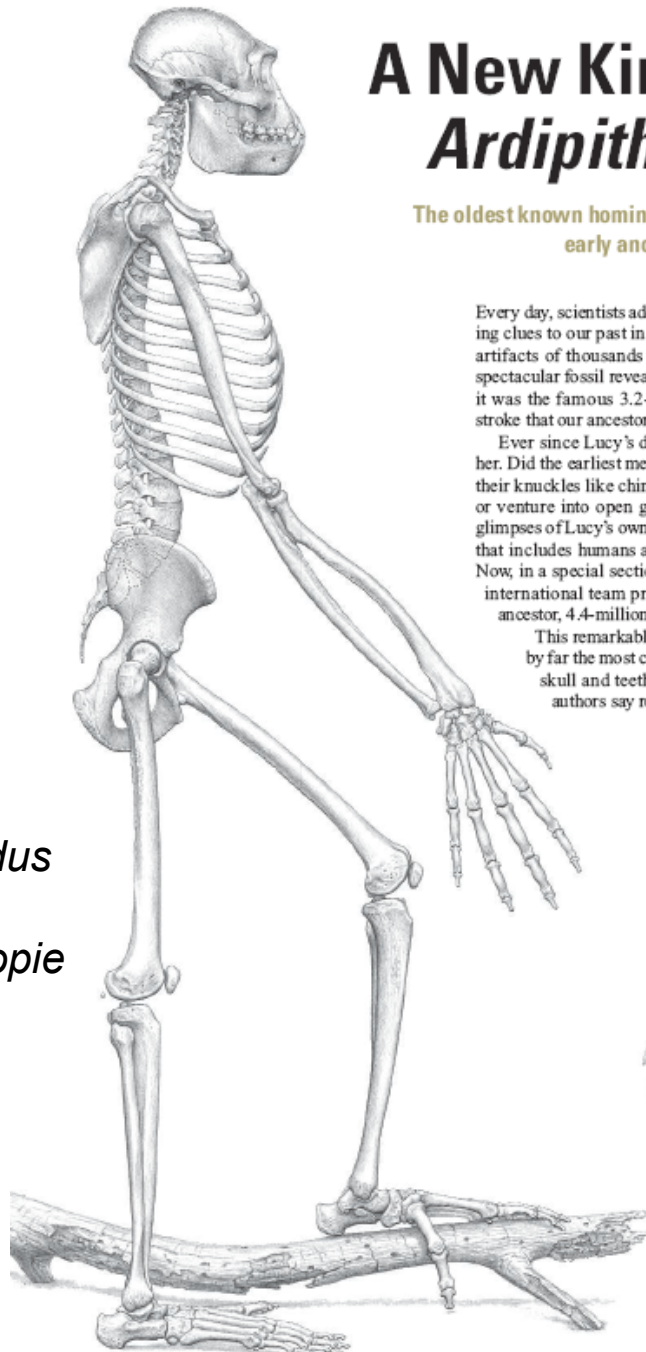 A New Kin
Ardipith
The oldest known homin
early anc
Every day, scientists ad
ing clues to our past in
artifacts of thousands
spectacular fossil revea
it was the famous 3.2-
stroke that our ancestor
Ever since Lucy's d
her. Did the earliest me
their knuckles like chin
or venture into open g
glimpses of Lucy's own
that includes humans a
Now, in a special sectio
international team pr
ancestor, 4.4-million
This remarkabl
by far the most c
skull and teeth
authors say re
dus
opie